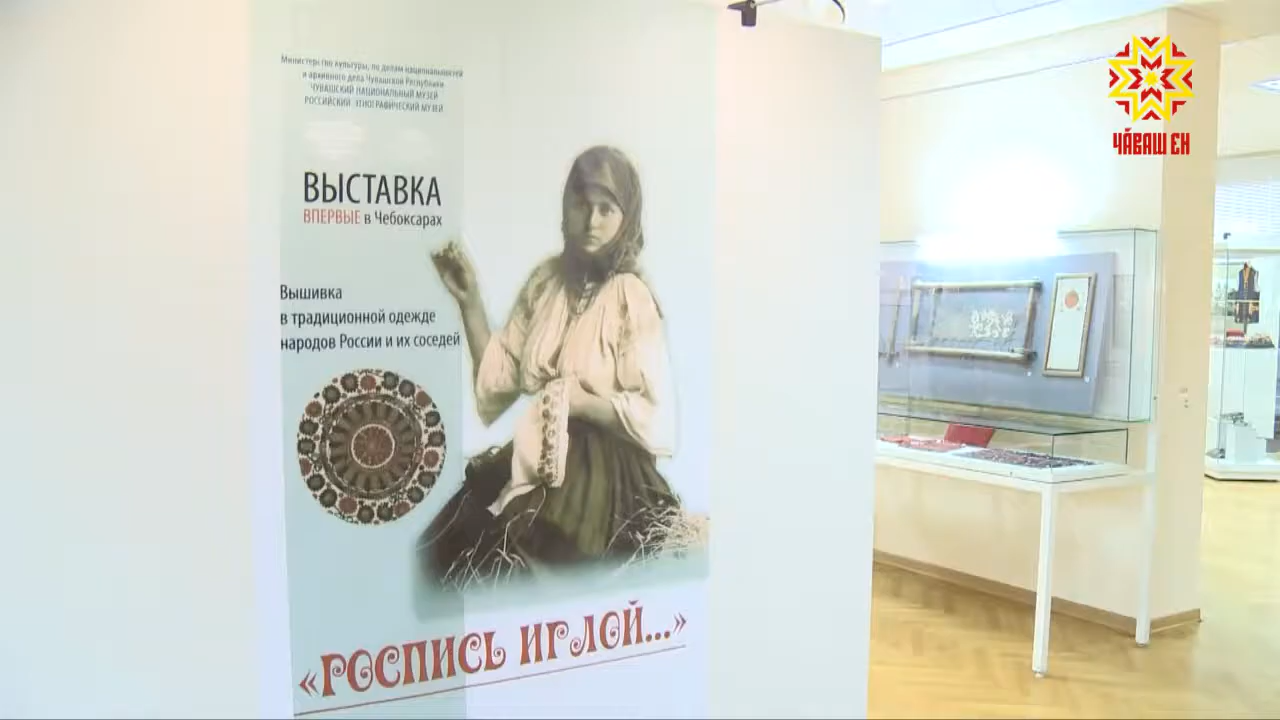 Министерство культуры, по делам национальностей
и архивного дела Чувашской Республики
ЧУВАШСКИЙ НАЦИОНАЛЬНЫЙ МУЗЕЙ
РОССИЙСКИЙ ЭТНОГРАФИЧЕСКИЙ МУЗЕЙ
ВЫСТАВКА
ВПЕРВЫЕ в Чебоксарах
Вышивка
в традиционной одежде
народов России и их соседей
«РОСПИСЬ ИГЛОЙ...»
ЧӐВАШ ЕН